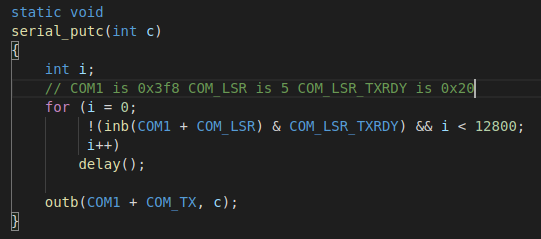 static void
serial_putc(int c)
{
    int i;
    // COM1 is 0x3f8 COM_LSR is 5 COM_LSR_TXRDY is 0x20
    for (i = 0;
         !(inb(COM1 + COM_LSR) & COM_LSR_TXRDY) && i < 12800;
         i++)
        delay();

    outb(COM1 + COM_TX, c);
}